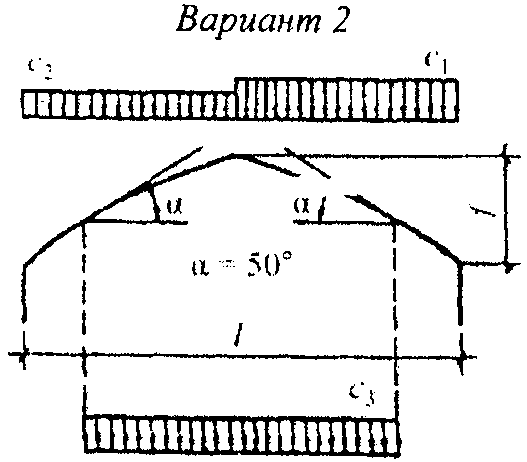 Вариант 2
c₂ c₁
α α f
α = 50°
l
c₃